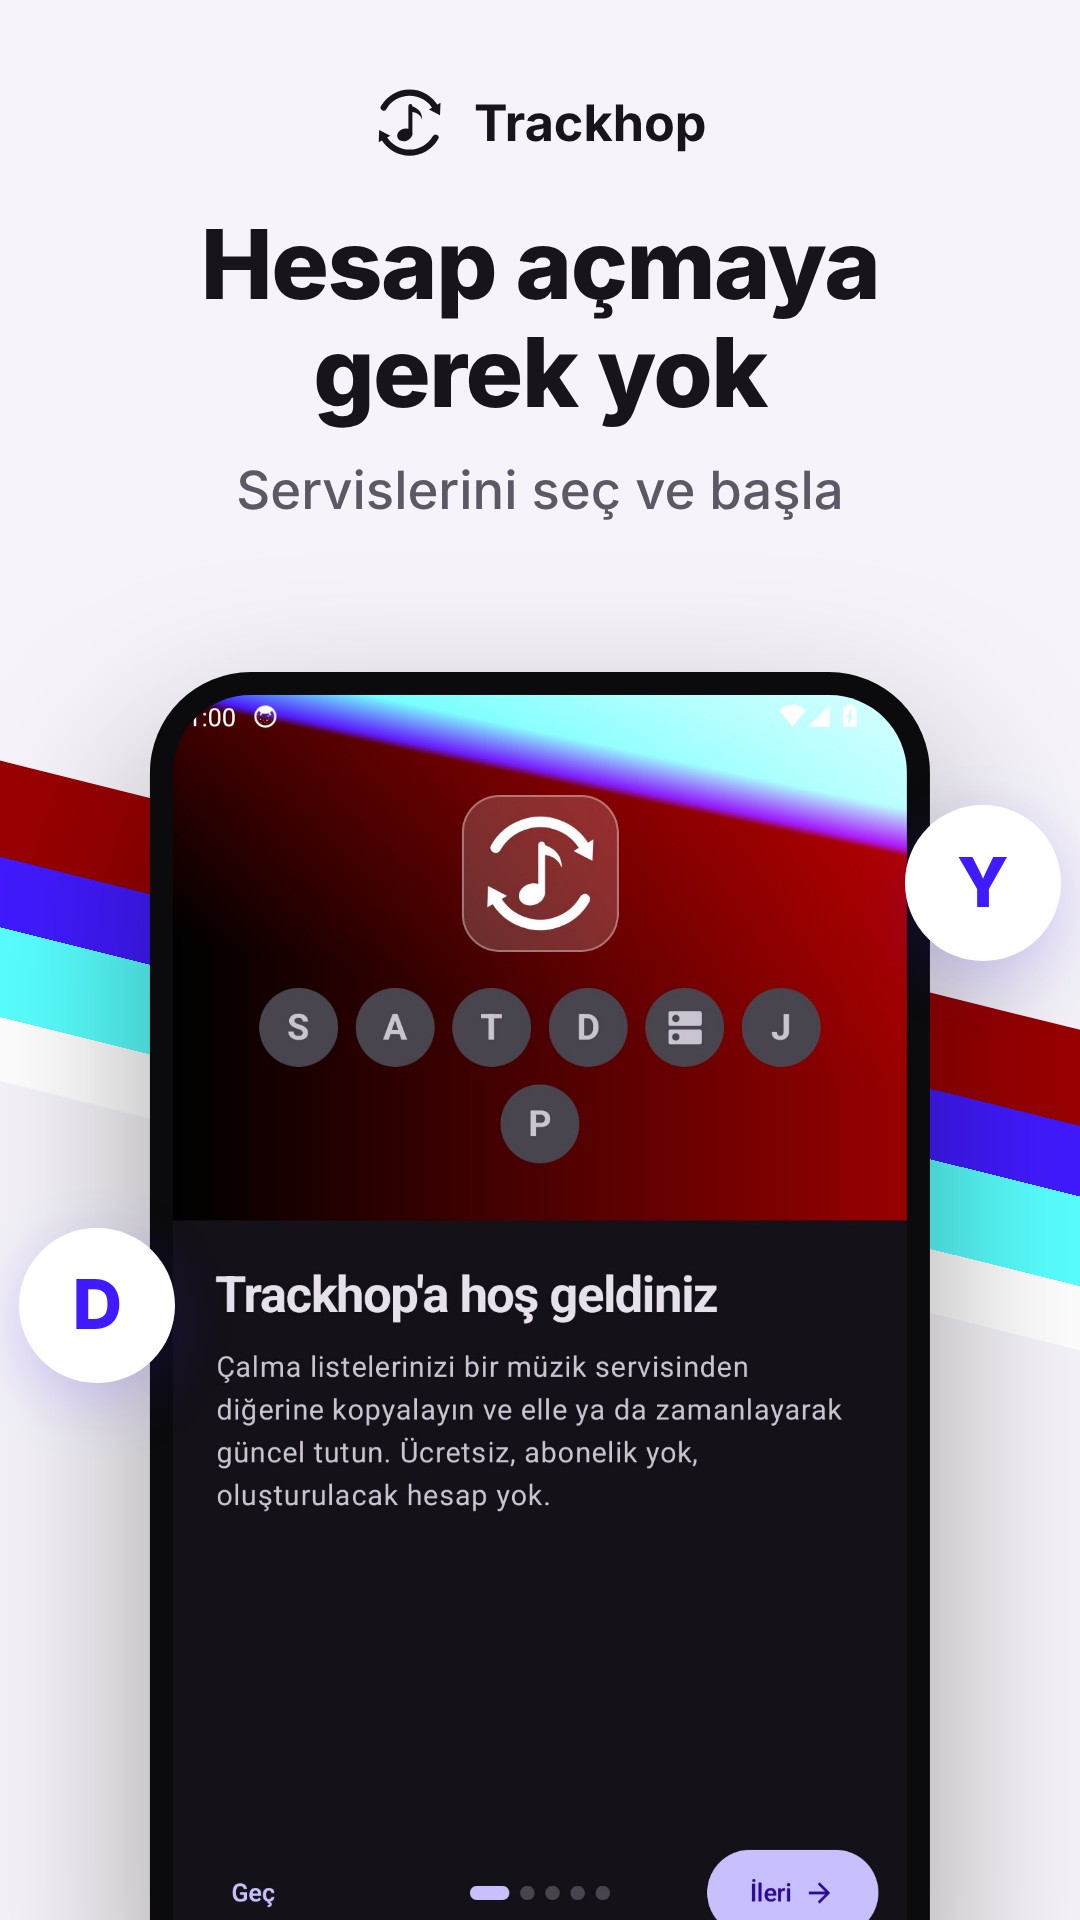 Trackhop
Hesap açmaya
gerek yok
Servislerini seç ve başla
:00
Y
S A T D J
P
D
Trackhop'a hoş geldiniz
Çalma listelerinizi bir müzik servisinden
diğerine kopyalayın ve elle ya da zamanlayarak
güncel tutun. Ücretsiz, abonelik yok,
oluşturulacak hesap yok.
Geç
İleri